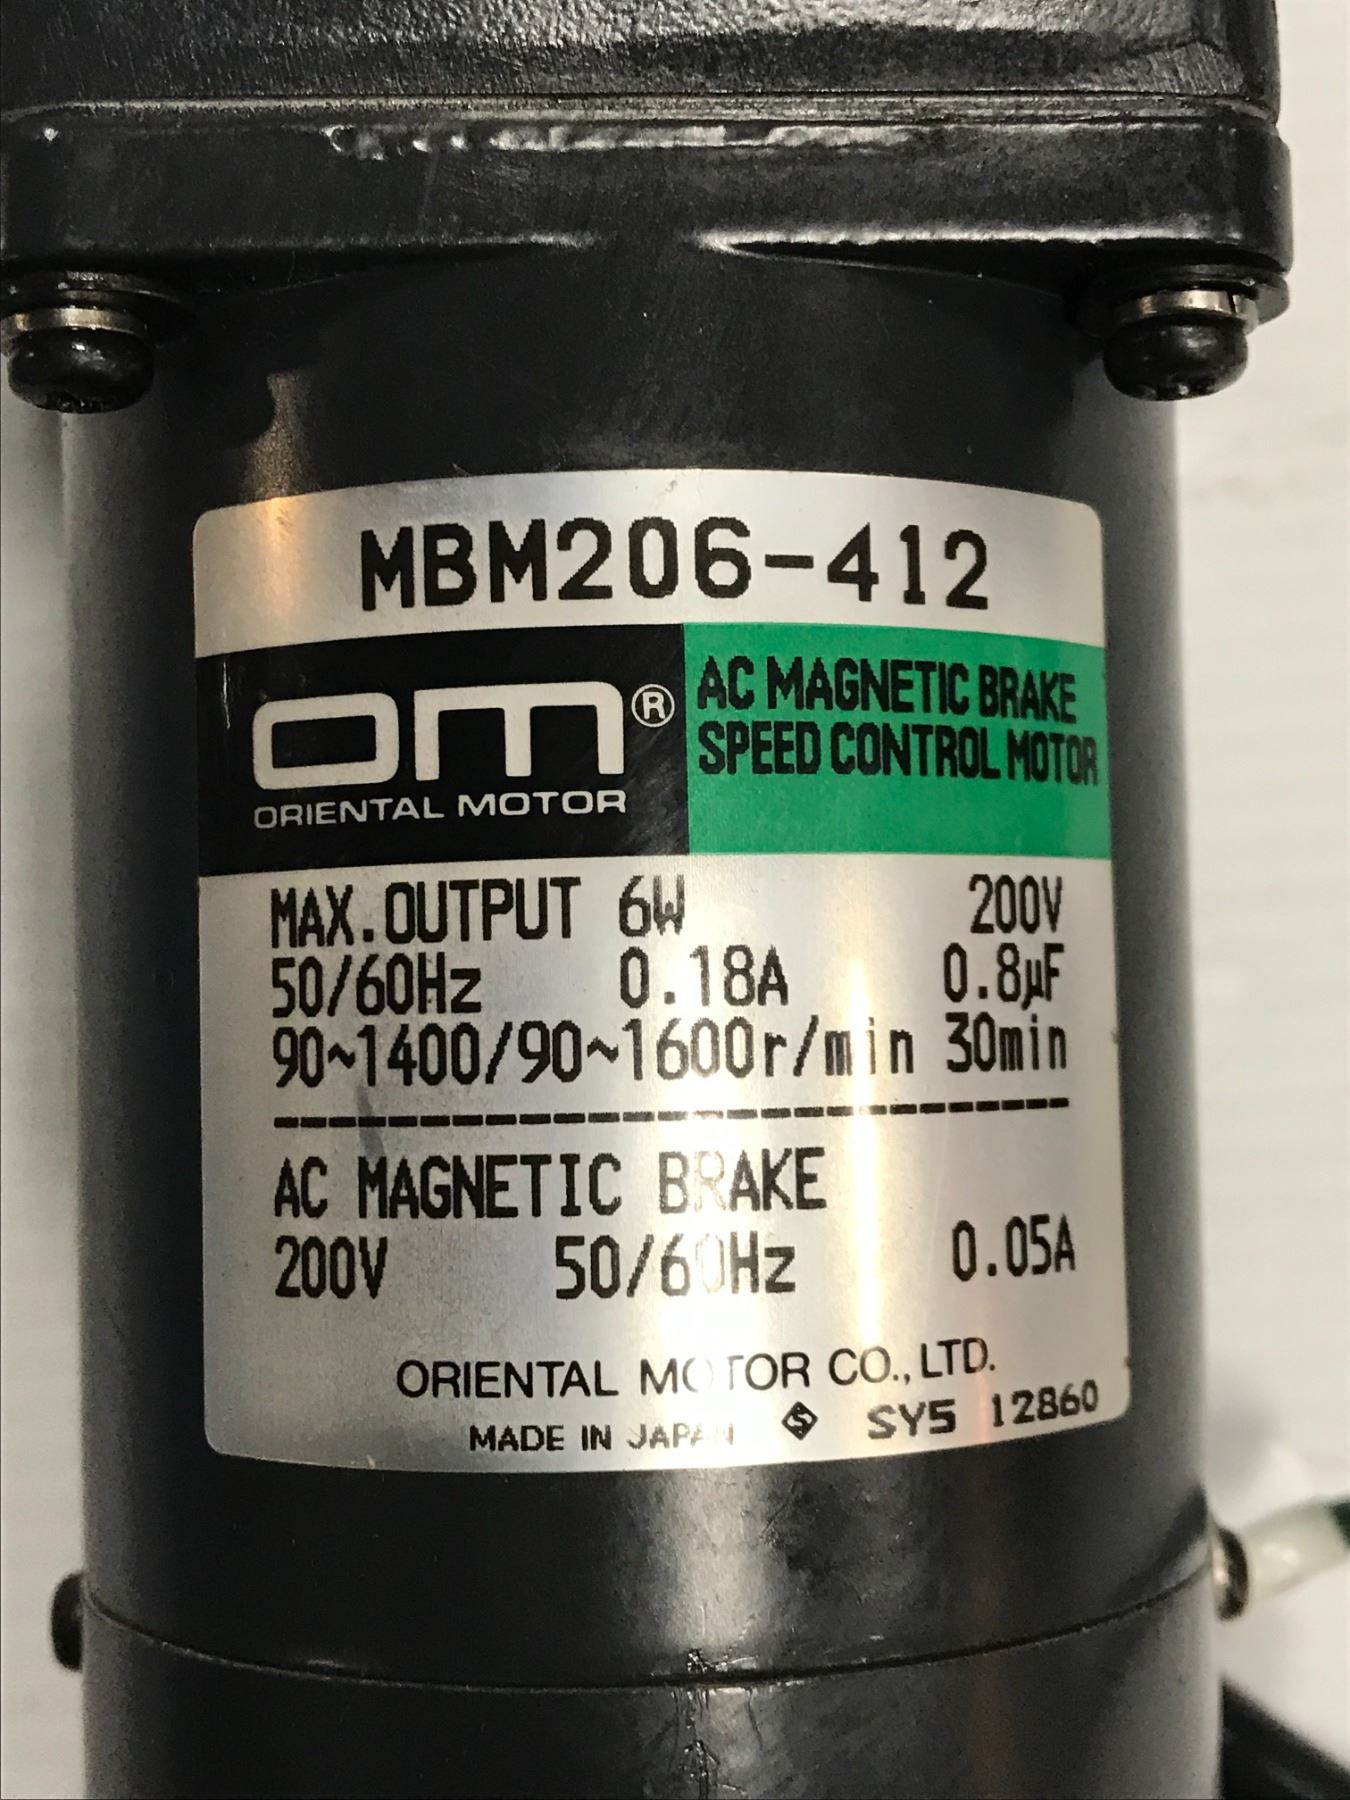 MBM206-412
om®
ORIENTAL MOTOR
AC MAGNETIC BRAKE
SPEED CONTROL MOTOR
MAX.OUTPUT 6W 200V
50/60Hz 0.18A 0.8µF
90~1400/90~1600r/min 30min
AC MAGNETIC BRAKE
200V 50/60Hz 0.05A
ORIENTAL MOTOR CO.,LTD.
MADE IN JAPAN S SY5 12860